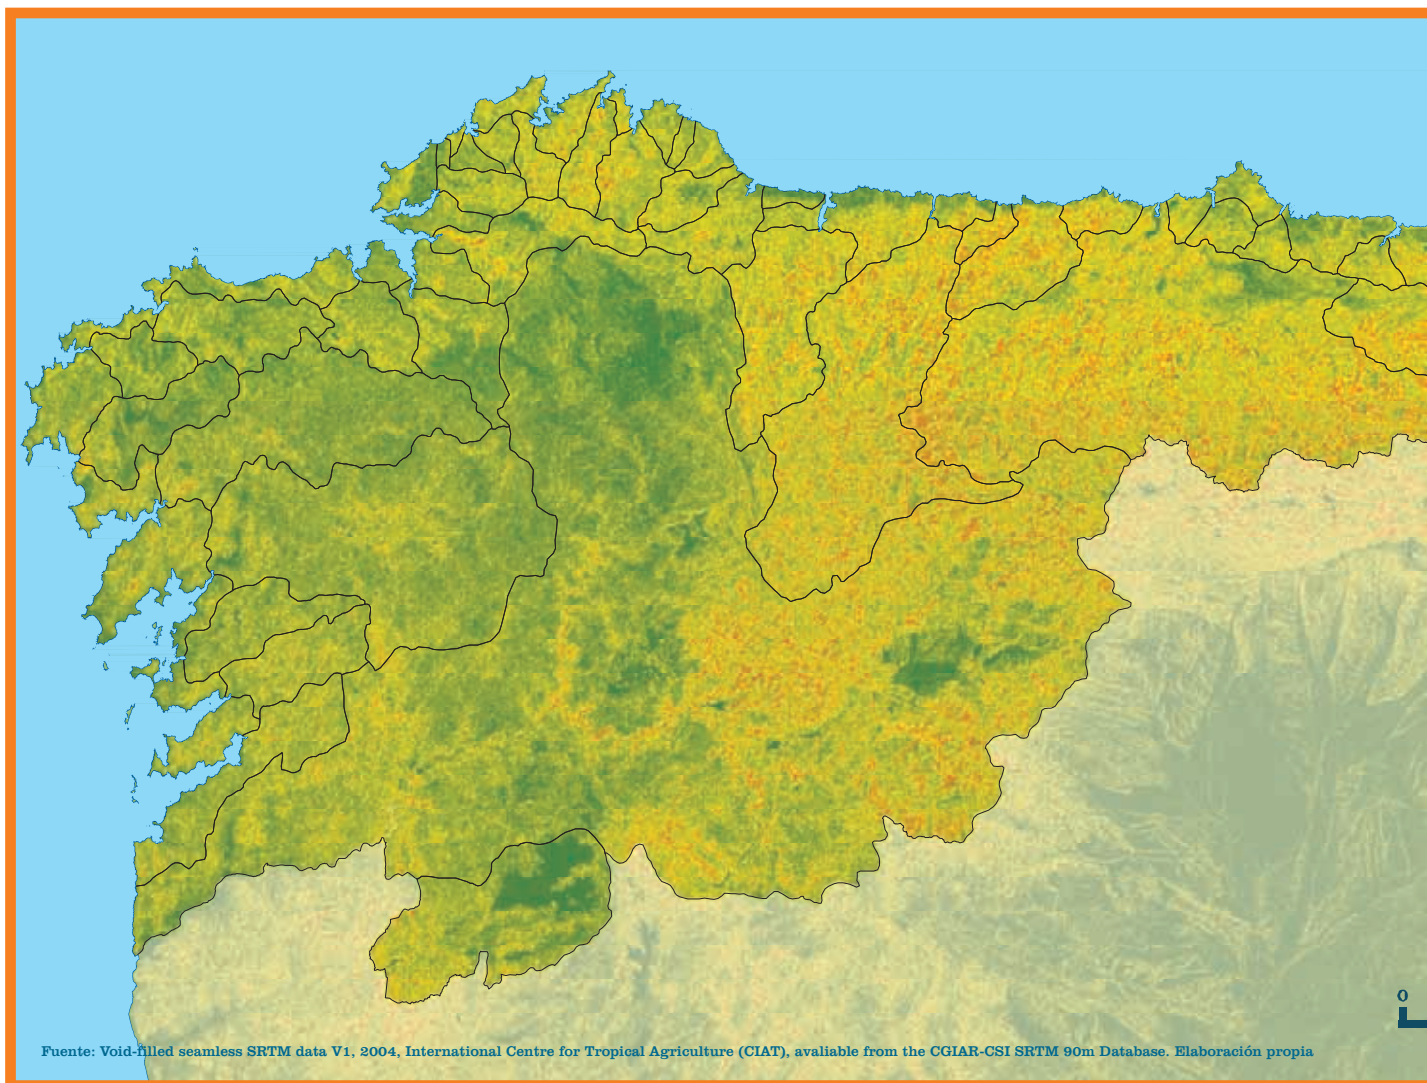 0
Fuente: Void-filled seamless SRTM data V1, 2004, International Centre for Tropical Agriculture (CIAT), avaliable from the CGIAR-CSI SRTM 90m Database. Elaboración propia